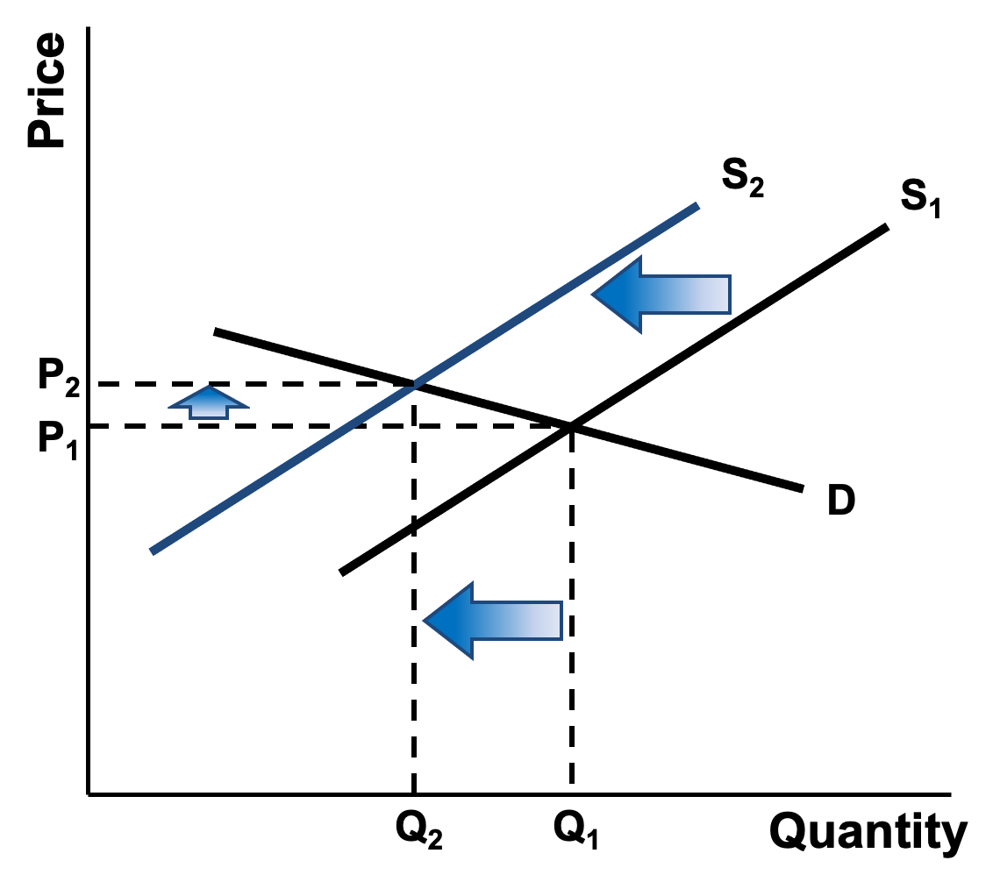 Price
S₂
S₁
P₂
P₁
D
Q₂
Q₁
Quantity